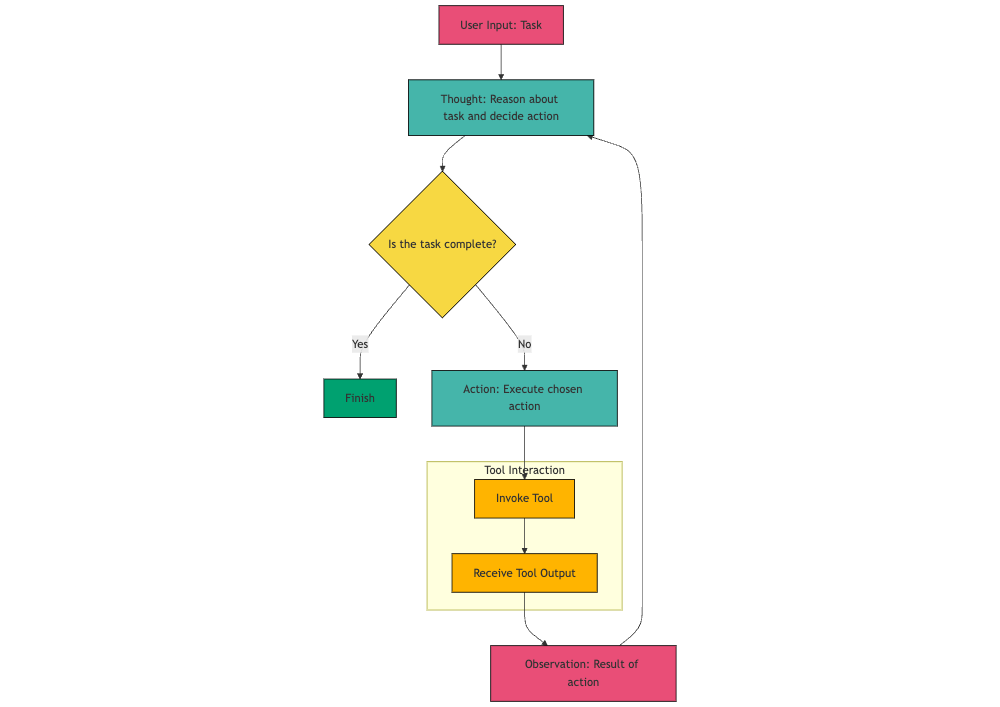 User Input: Task
Thought: Reason about
task and decide action
Is the task complete?
Yes
No
Finish
Action: Execute chosen
action
Tool Interaction
Invoke Tool
Receive Tool Output
Observation: Result of
action